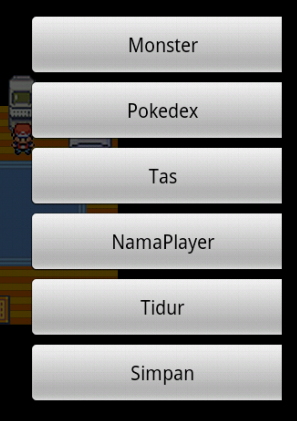 Monster
Pokedex
Tas
NamaPlayer
Tidur
Simpan